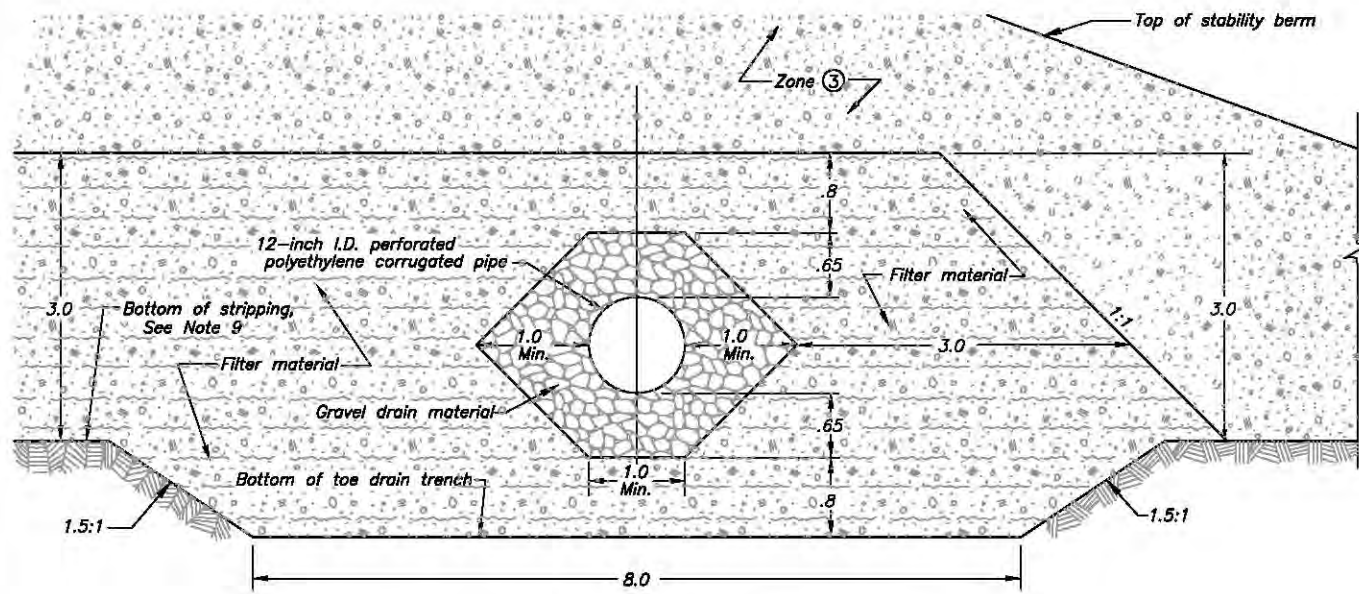 Top of stability berm
Zone ③
.8
12-inch I.D. perforated
polyethylene corrugated pipe
.65
Filter material
3.0
Bottom of stripping,
See Note 9
1:1
3.0
1.0
Min.
1.0
Min.
3.0
Filter material
Gravel drain material
.65
Bottom of toe drain trench
1.0
Min.
.8
1.5:1
1.5:1
8.0